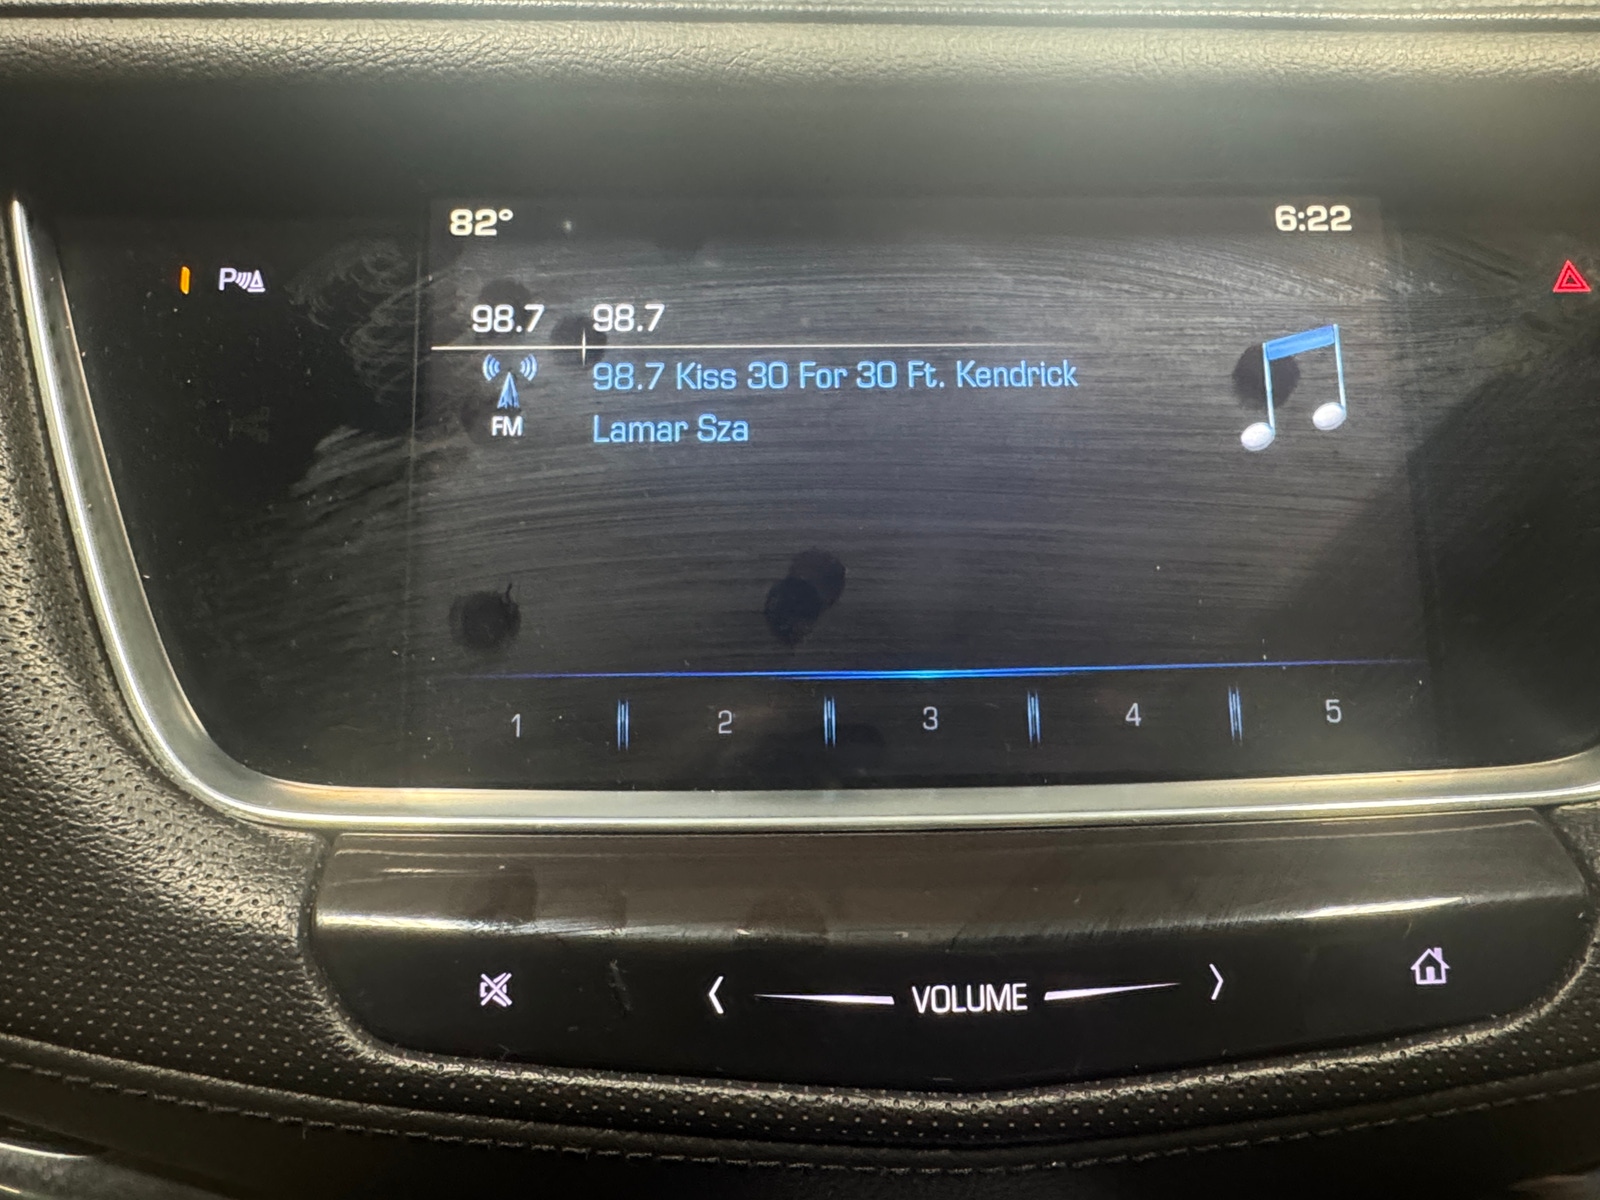 82° 6:22
P
98.7 98.7
98.7 Kiss 30 For 30 Ft. Kendrick
FM
Lamar Sza
1 2 3 4 5
VOLUME